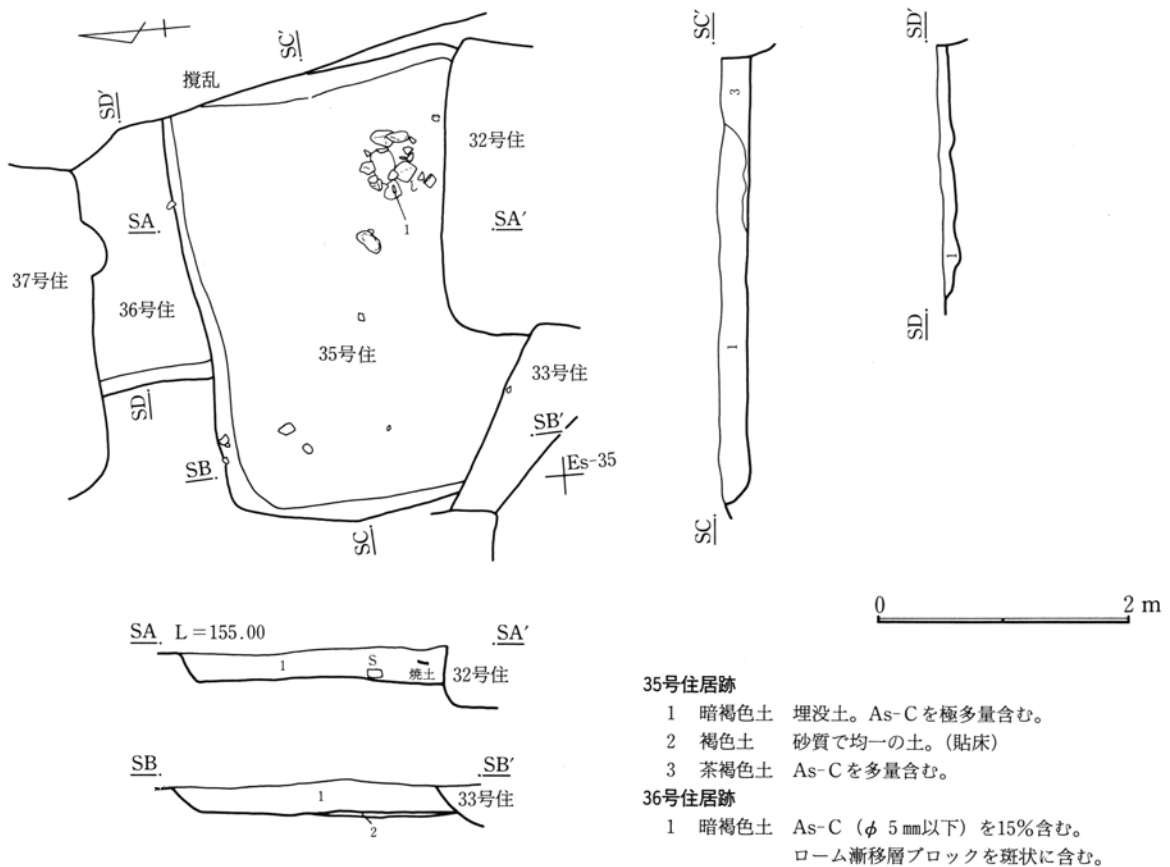 SC′
撹乱
SD′
32号住
SA
SA′
1
37号住
36号住
35号住
33号住
SD
SB′
SB
Es-35
SC
SC′
3
1
SC
SD′
1
SD
0 2 m
SA L＝155.00 SA′
1 S 焼土 32号住
SB SB′
1 33号住
2
35号住居跡
1 暗褐色土 埋没土。As-Cを極多量含む。
2 褐色土 砂質で均一の土。(貼床)
3 茶褐色土 As-Cを多量含む。
36号住居跡
1 暗褐色土 As-C（φ 5 ㎜以下）を15%含む。
ローム漸移層ブロックを斑状に含む。